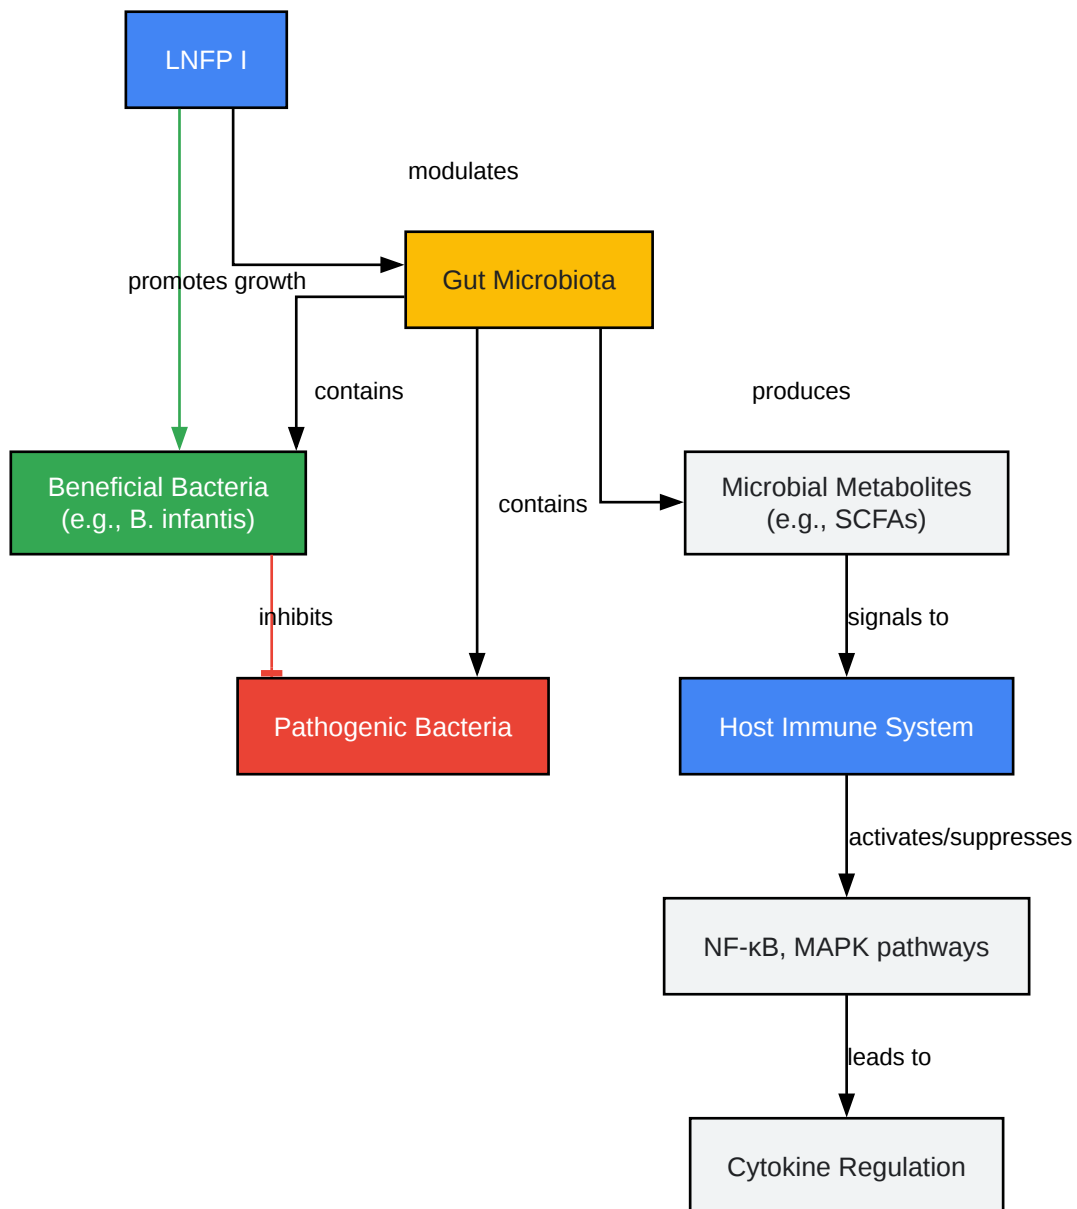 LNFP I
modulates
Gut Microbiota
promotes growth
contains
produces
Beneficial Bacteria
(e.g., B. infantis)
contains
Microbial Metabolites
(e.g., SCFAs)
inhibits
signals to
Pathogenic Bacteria
Host Immune System
activates/suppresses
NF-κB, MAPK pathways
leads to
Cytokine Regulation